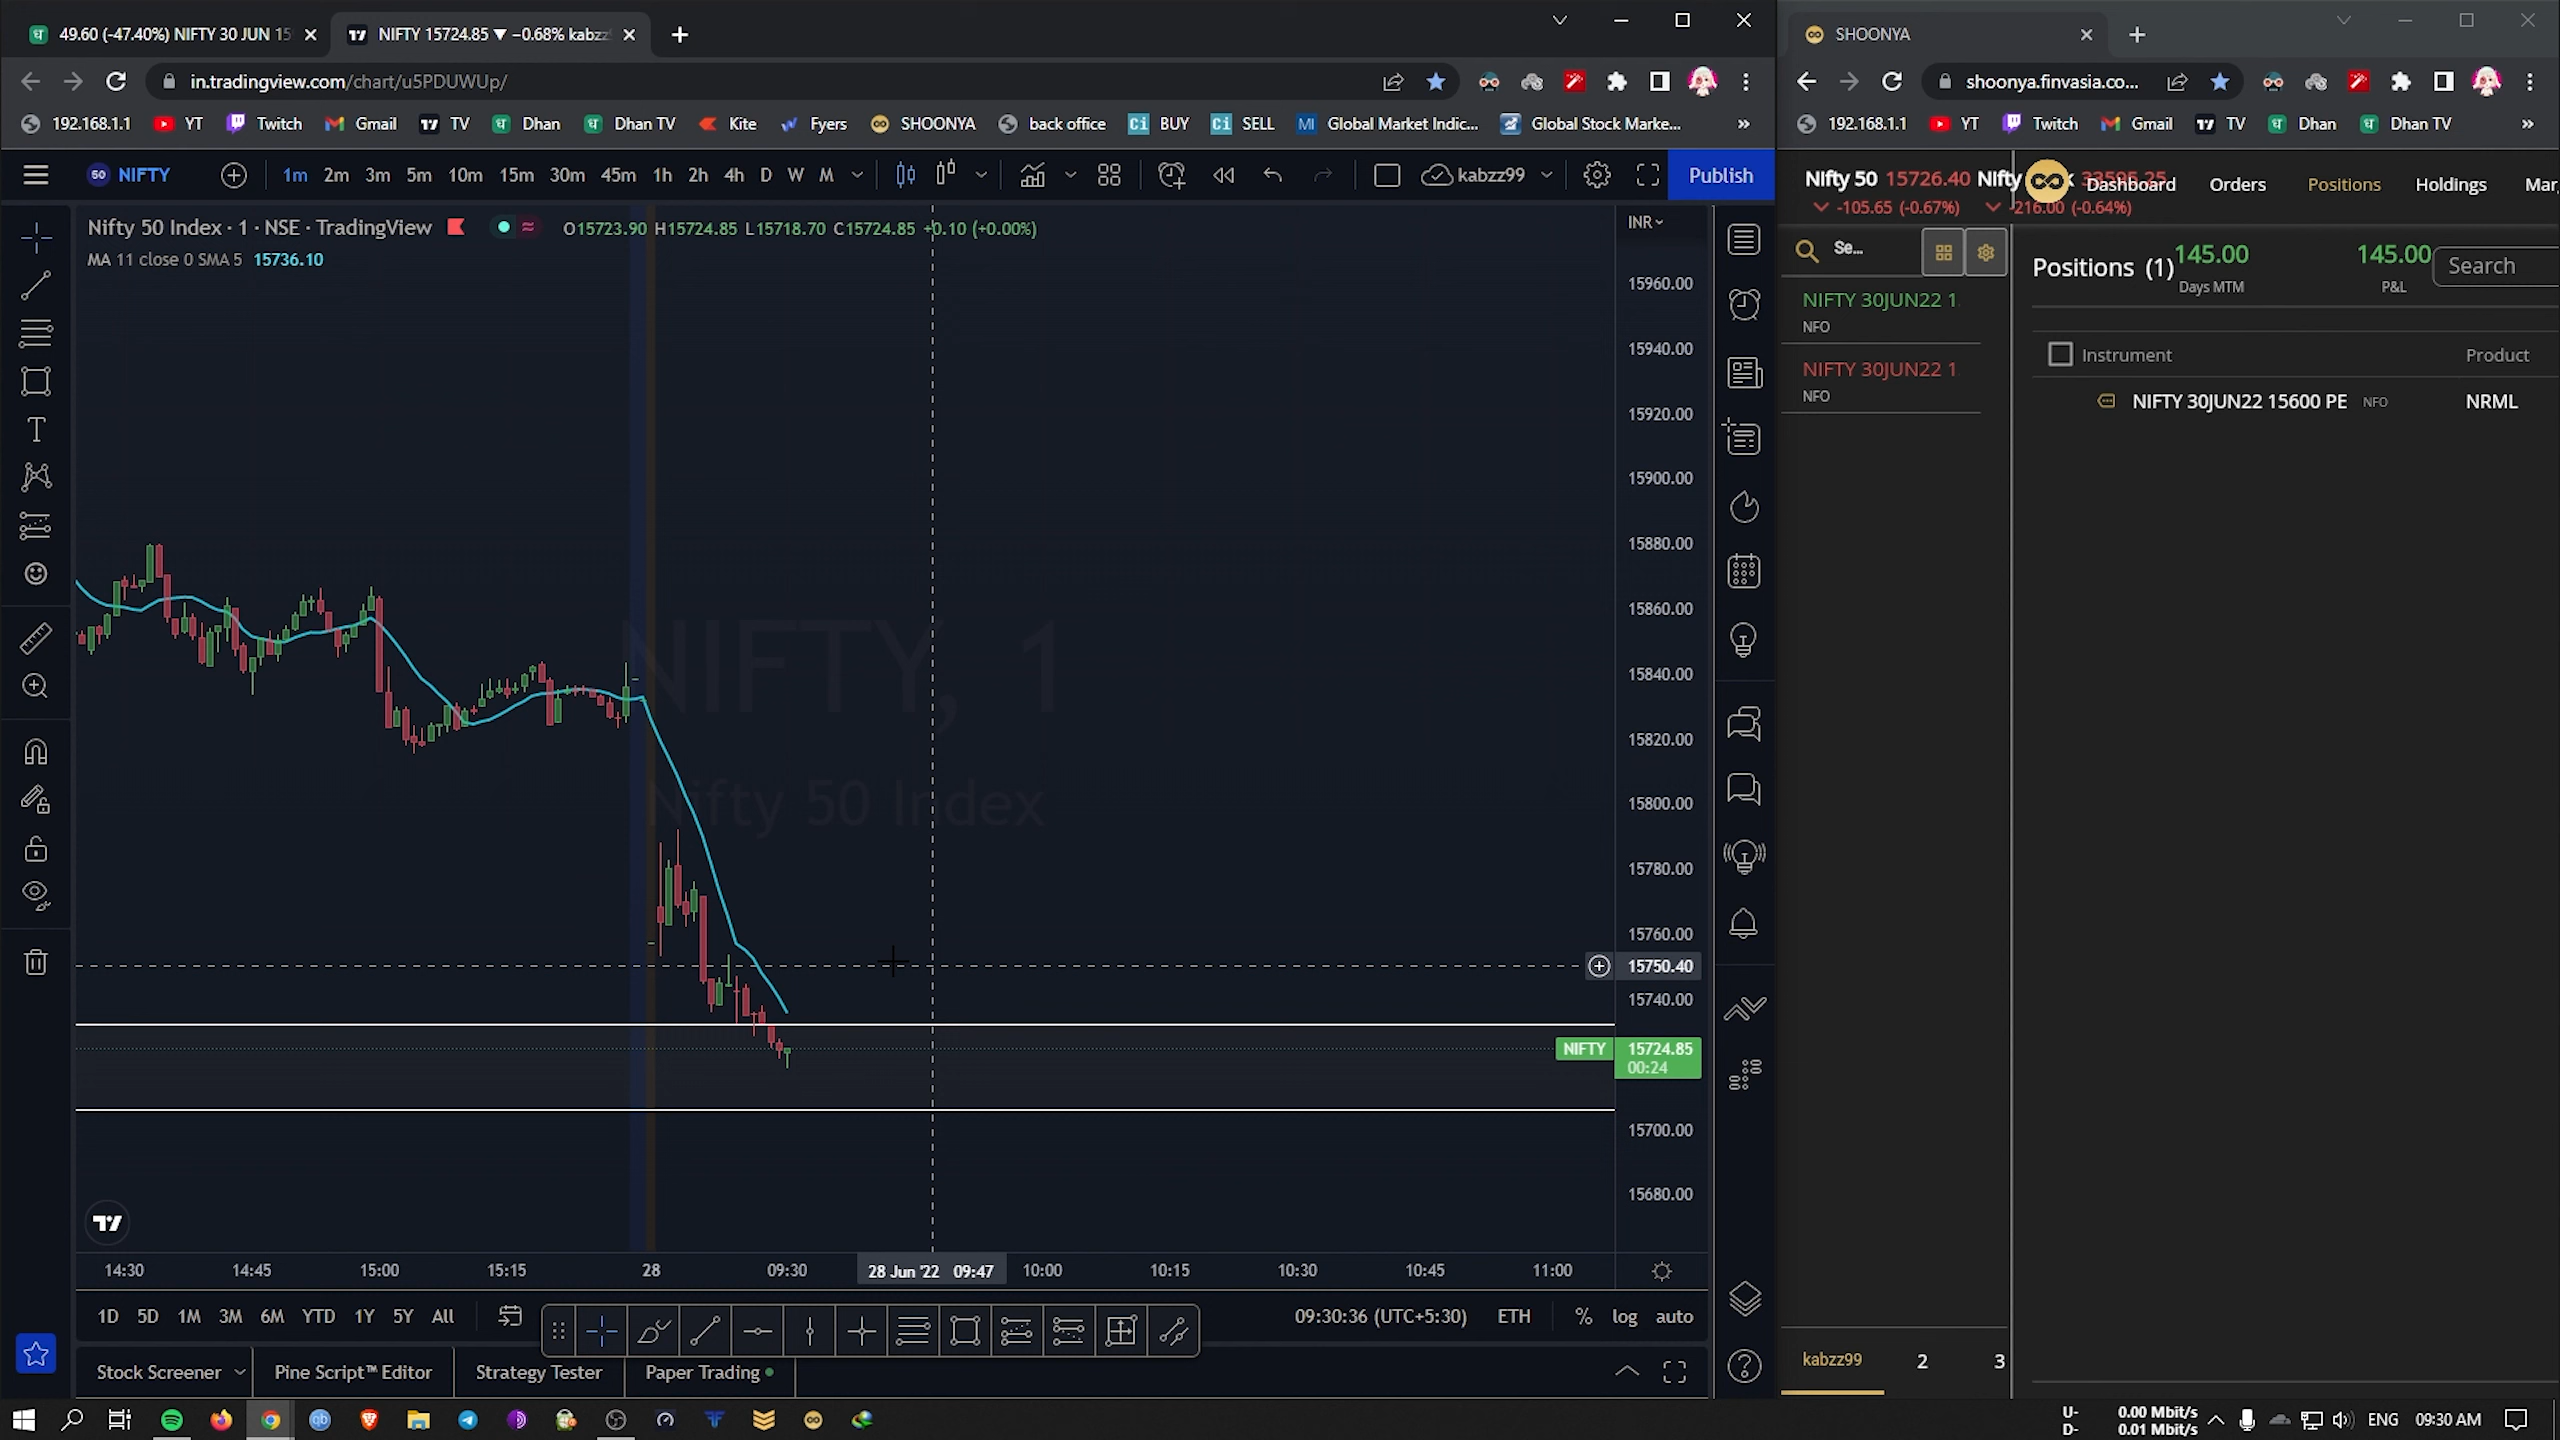 49.60 (-47.40%) NIFTY 30 JUN 15
NIFTY 15724.85 ▼ −0.68% kabzz
SHOONYA
in.tradingview.com/chart/u5PDUWUp/
shoonya.finvasia.co...
192.168.1.1 YT Twitch Gmail TV Dhan Dhan TV Kite Fyers SHOONYA back office BUY SELL Global Market Indic... Global Stock Marke... »
192.168.1.1 YT Twitch Gmail TV Dhan Dhan TV »
50 NIFTY 1m 2m 3m 5m 10m 15m 30m 45m 1h 2h 4h D W M kabzz99 Publish
Nifty 50 Index · 1 · NSE · TradingView O15723.90 H15724.85 L15718.70 C15724.85 +0.10 (+0.00%)
MA 11 close 0 SMA 5 15736.10
INR
15960.00
15940.00
15920.00
15900.00
15880.00
15860.00
15840.00
15820.00
15800.00
15780.00
15760.00
15750.40
15740.00
NIFTY 15724.85
00:24
15700.00
15680.00
NIFTY, 1
Nifty 50 Index
14:30 14:45 15:00 15:15 28 09:30 28 Jun '22 09:47 10:00 10:15 10:30 10:45 11:00
1D 5D 1M 3M 6M YTD 1Y 5Y All
09:30:36 (UTC+5:30) ETH % log auto
Stock Screener Pine Script™ Editor Strategy Tester Paper Trading
Nifty 50 15726.40 Nifty 33595.25
-105.65 (-0.67%) -216.00 (-0.64%)
Dashboard Orders Positions Holdings Mar
Se...
NIFTY 30JUN22 1
NFO
NIFTY 30JUN22 1
NFO
Positions (1) 145.00 145.00 Search
Days MTM P&L
Instrument Product
NIFTY 30JUN22 15600 PE NFO NRML
kabzz99 2 3
U- 0.00 Mbit/s
D- 0.01 Mbit/s
ENG 09:30 AM